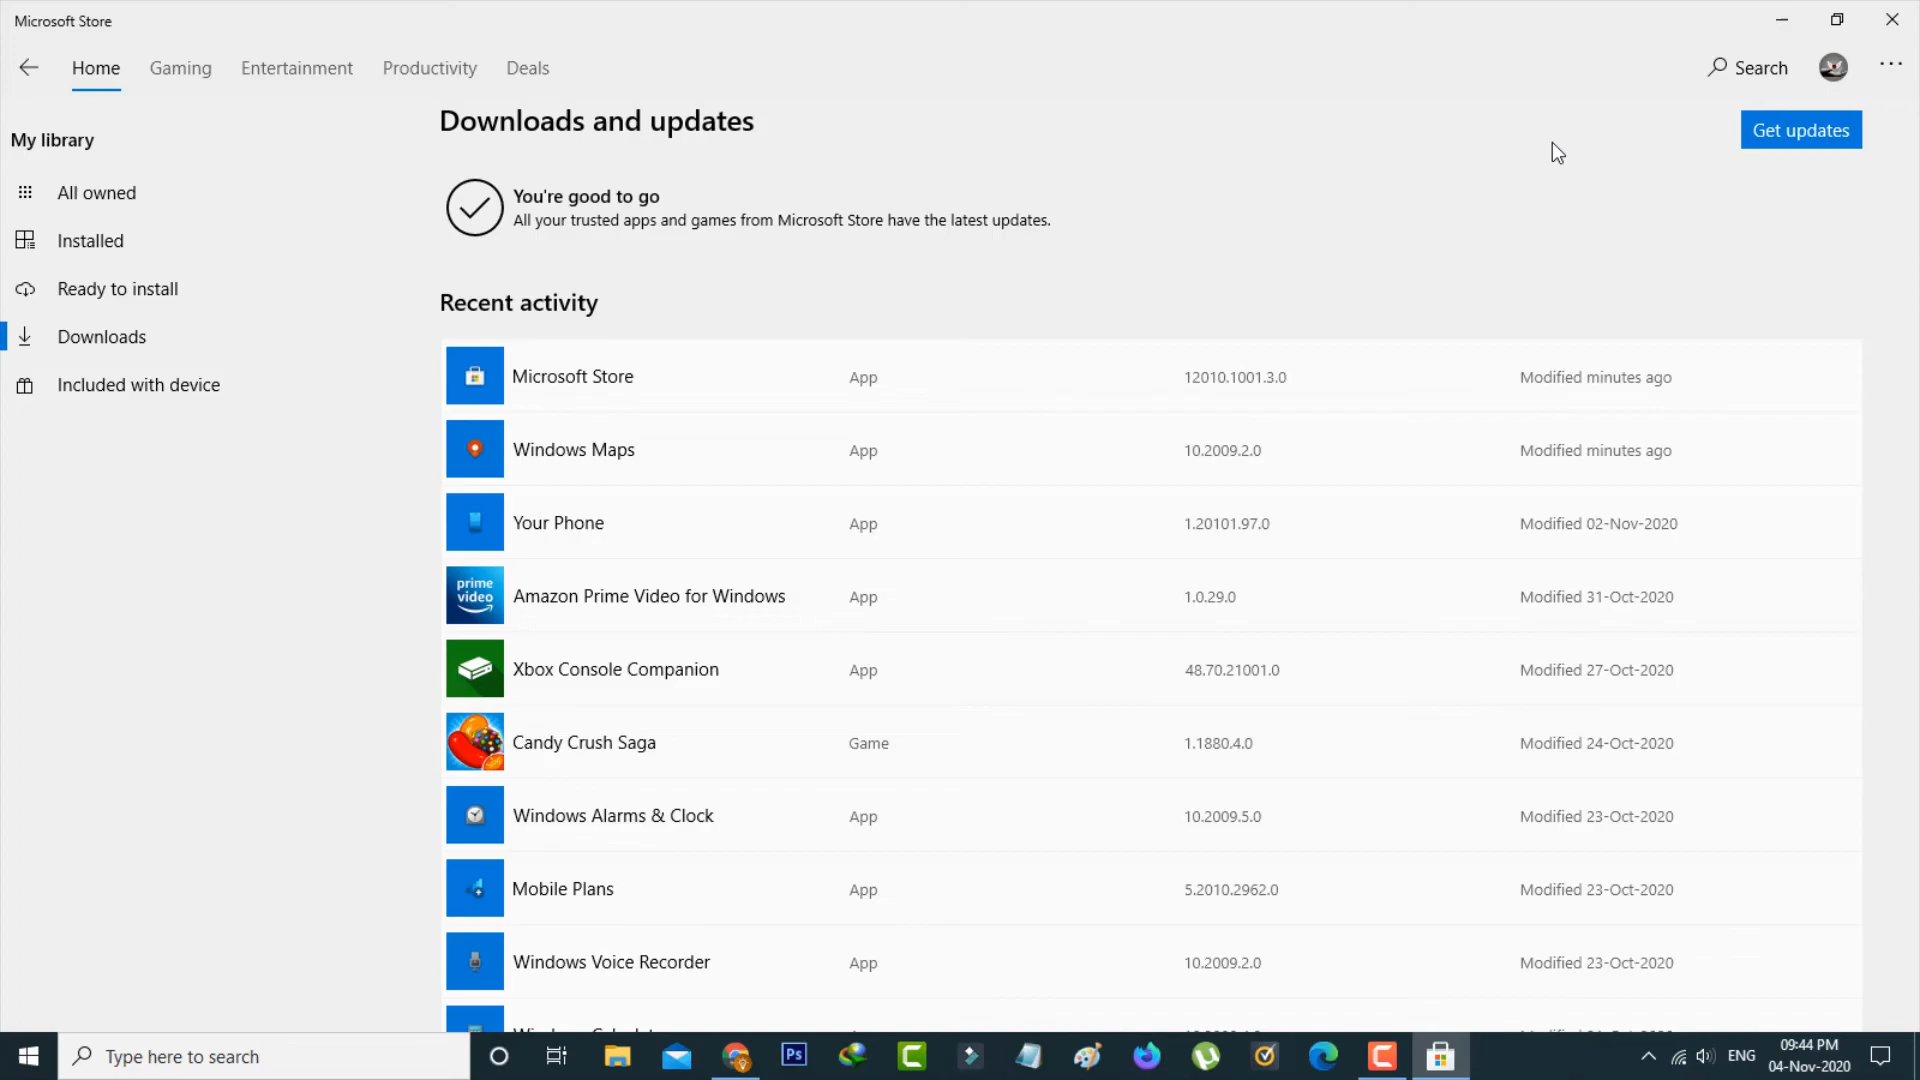 Microsoft Store
Home Gaming Entertainment Productivity Deals Search
Downloads and updates
Get updates
My library
All owned
Installed
Ready to install
Downloads
Included with device
You're good to go
All your trusted apps and games from Microsoft Store have the latest updates.
Recent activity
Microsoft Store App 12010.1001.3.0 Modified minutes ago
Windows Maps App 10.2009.2.0 Modified minutes ago
Your Phone App 1.20101.97.0 Modified 02-Nov-2020
prime
video
Amazon Prime Video for Windows App 1.0.29.0 Modified 31-Oct-2020
Xbox Console Companion App 48.70.21001.0 Modified 27-Oct-2020
Candy Crush Saga Game 1.1880.4.0 Modified 24-Oct-2020
Windows Alarms & Clock App 10.2009.5.0 Modified 23-Oct-2020
Mobile Plans App 5.2010.2962.0 Modified 23-Oct-2020
Windows Voice Recorder App 10.2009.2.0 Modified 23-Oct-2020
Type here to search
Ps
ENG
09:44 PM
04-Nov-2020